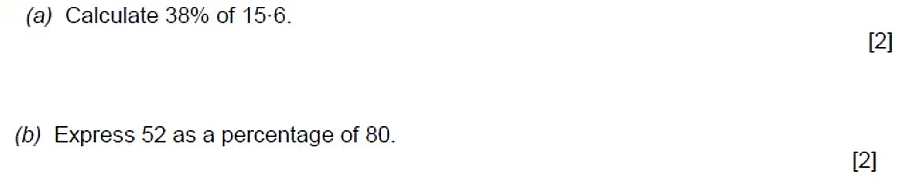 (a) Calculate 38% of 15·6.
[2]
(b) Express 52 as a percentage of 80.
[2]